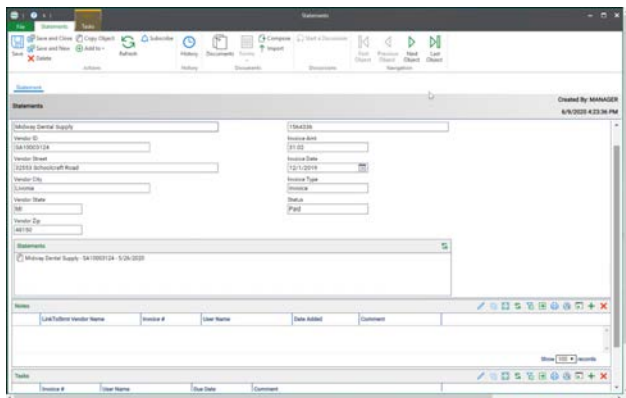 Statements
File Statements Tasks
Save
Save and Close
Save and New
Delete
Copy Object
Add to
Refresh
Subscribe
History
Documents
Forms
Compose
Import
Start a Discussion
Next Object
Previous Object
Next Object
Last Object
Actions History Documents Discussions Navigation
Statement
Statements
Created By: MANAGER
6/9/2020 4:23:36 PM
Midway Dental Supply
1564336
Vendor ID
SA10003124
Invoice Amt
31.02
Vendor Street
32553 Schoolcraft Road
Invoice Date
12/1/2019
Vendor City
Livonia
Invoice Type
Invoice
Vendor State
MI
Status
Paid
Vendor Zip
48150
Statements
Midway Dental Supply - SA10003124 - 5/26/2020
Notes
LinkToStmt Vendor Name Invoice # User Name Date Added Comment
Show 100 records
Tasks
Invoice # User Name Due Date Comment